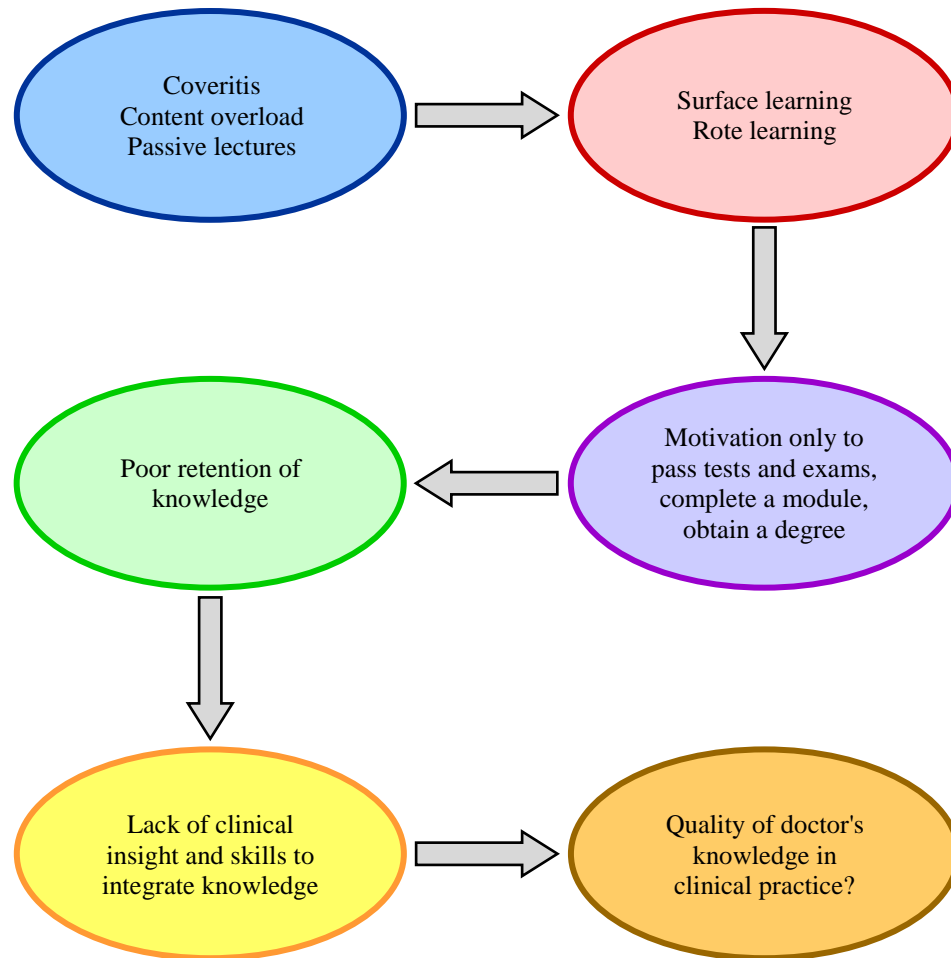 Coveritis
Content overload
Passive lectures
Surface learning
Rote learning
Motivation only to
pass tests and exams,
complete a module,
obtain a degree
Poor retention of
knowledge
Lack of clinical
insight and skills to
integrate knowledge
Quality of doctor's
knowledge in
clinical practice?